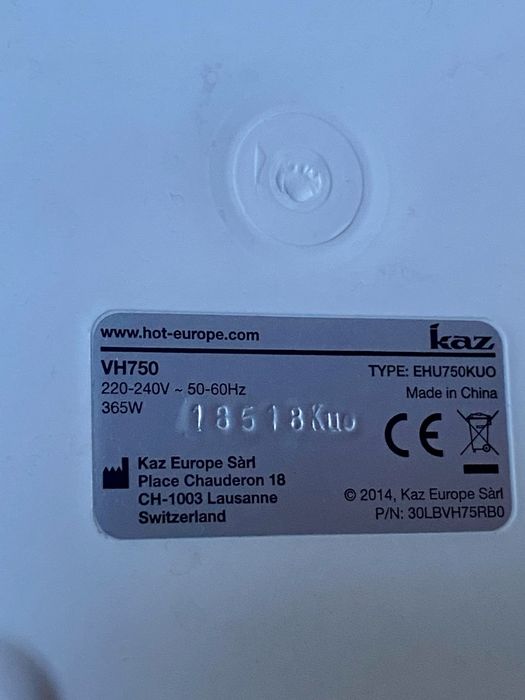 www.hot-europe.com
kaz
VH750
TYPE: EHU750KUO
220-240V ~ 50-60Hz
Made in China
365W
18518Kuo
CE
Kaz Europe Sàrl
Place Chauderon 18
CH-1003 Lausanne
Switzerland
© 2014, Kaz Europe Sàrl
P/N: 30LBVH75RB0